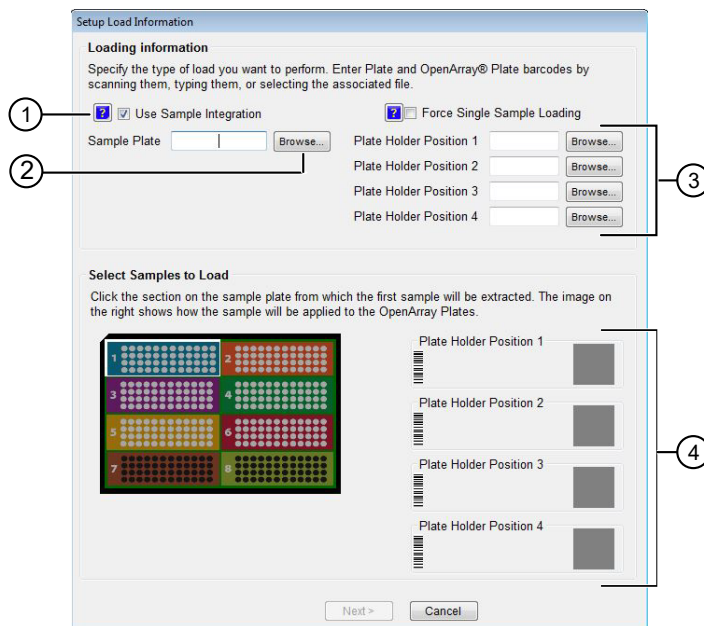 Setup Load Information
Loading information
Specify the type of load you want to perform. Enter Plate and OpenArray® Plate barcodes by
scanning them, typing them, or selecting the associated file.
1
? Use Sample Integration
? Force Single Sample Loading
Sample Plate
Browse...
Plate Holder Position 1
Browse...
2
Plate Holder Position 2
Browse...
3
Plate Holder Position 3
Browse...
Plate Holder Position 4
Browse...
Select Samples to Load
Click the section on the sample plate from which the first sample will be extracted. The image on
the right shows how the sample will be applied to the OpenArray Plates.
1
2
3
4
5
6
7
8
Plate Holder Position 1
Plate Holder Position 2
Plate Holder Position 3
Plate Holder Position 4
4
Next >
Cancel